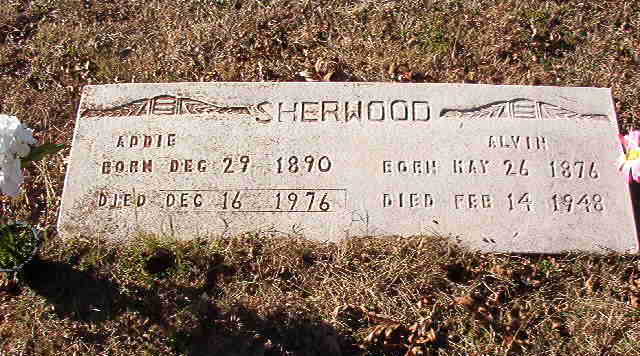 SHERWOOD
ADDIE
BORN DEC 29 1890
DIED DEC 16 1976
ALVIN
BORN MAY 26 1876
DIED FEB 14 1948